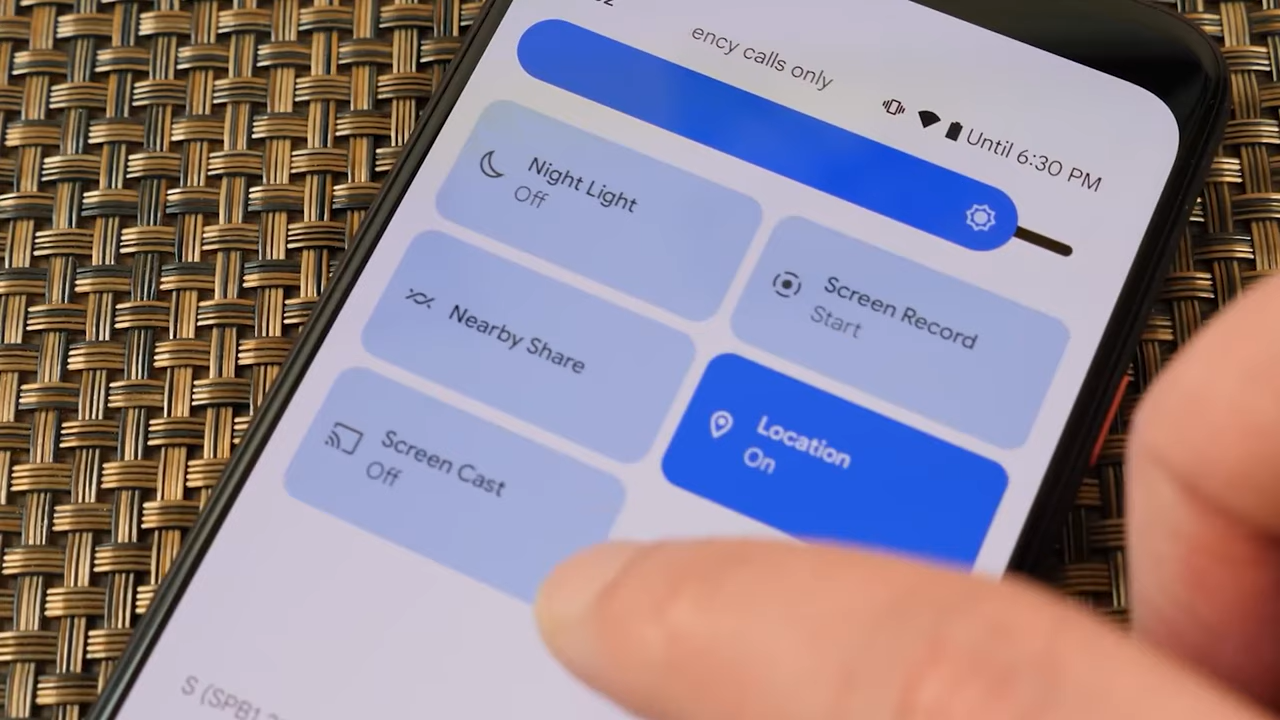 ency calls only
Until 6:30 PM
Night Light
Off
Screen Record
Start
Nearby Share
Location
On
Screen Cast
Off
S (SPB1